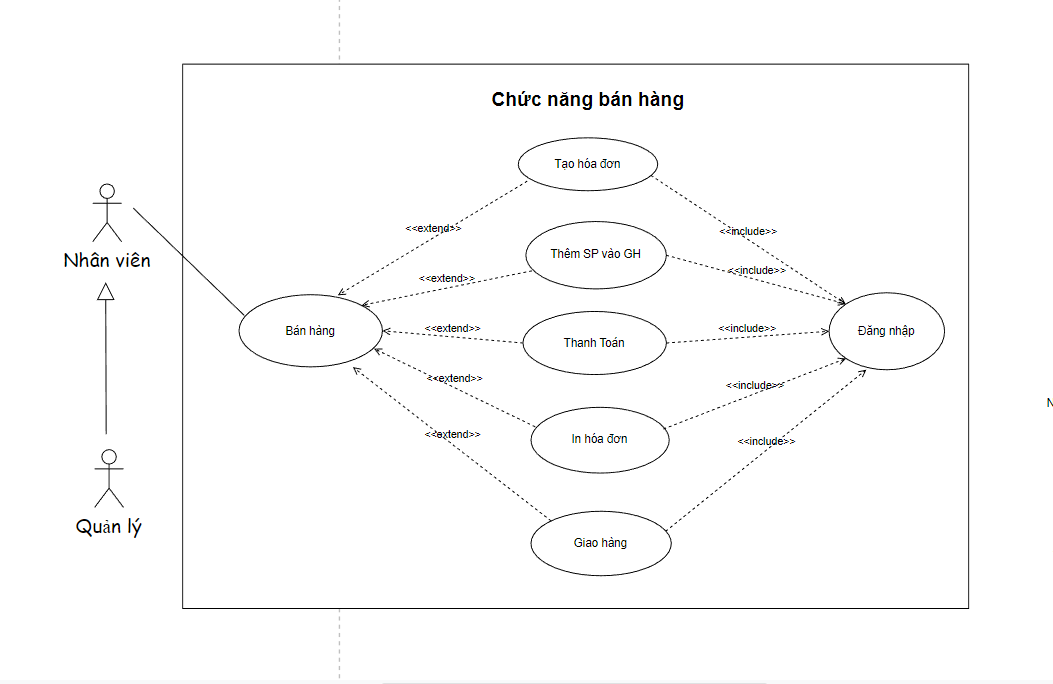 Chức năng bán hàng
Tạo hóa đơn
<<extend>>
<<include>>
Thêm SP vào GH
Nhân viên
<<extend>>
<<include>>
Bán hàng
<<extend>>
Thanh Toán
<<include>>
Đăng nhập
<<extend>>
<<include>>
In hóa đơn
<<extend>>
<<include>>
Quản lý
Giao hàng
N